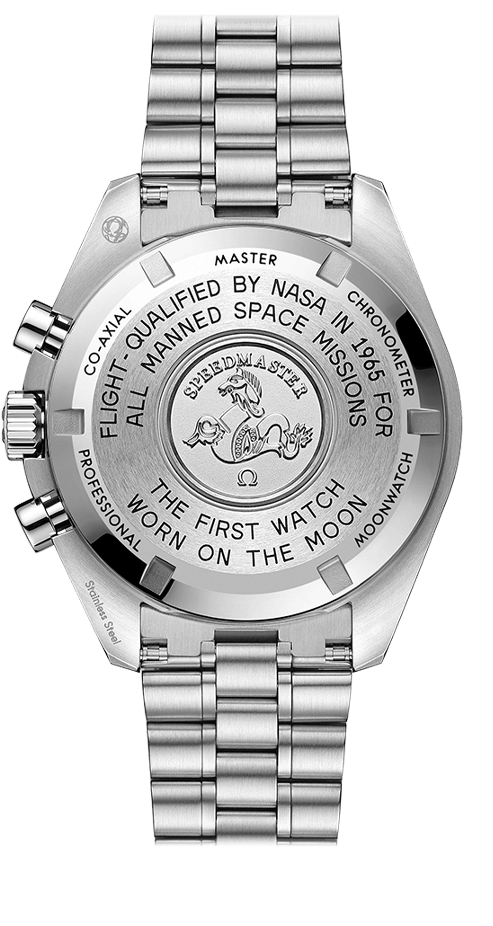 MASTER
CO-AXIAL
CHRONOMETER
FLIGHT-QUALIFIED BY NASA IN 1965 FOR
ALL MANNED SPACE MISSIONS
SPEEDMASTER
Ω
THE FIRST WATCH
WORN ON THE MOON
PROFESSIONAL
MOONWATCH
Stainless Steel